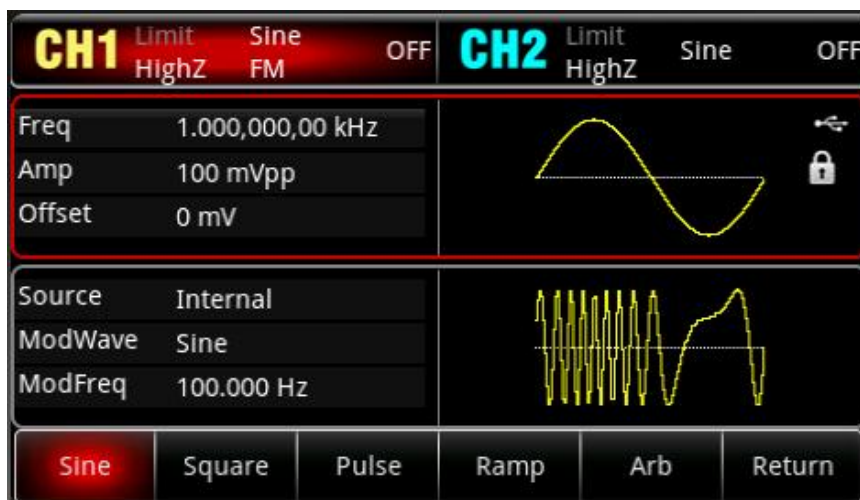 CH1 Limit Sine OFF CH2 Limit Sine OFF
HighZ FM HighZ
Freq 1.000,000,00 kHz
Amp 100 mVpp
Offset 0 mV
Source Internal
ModWave Sine
ModFreq 100.000 Hz
Sine Square Pulse Ramp Arb Return